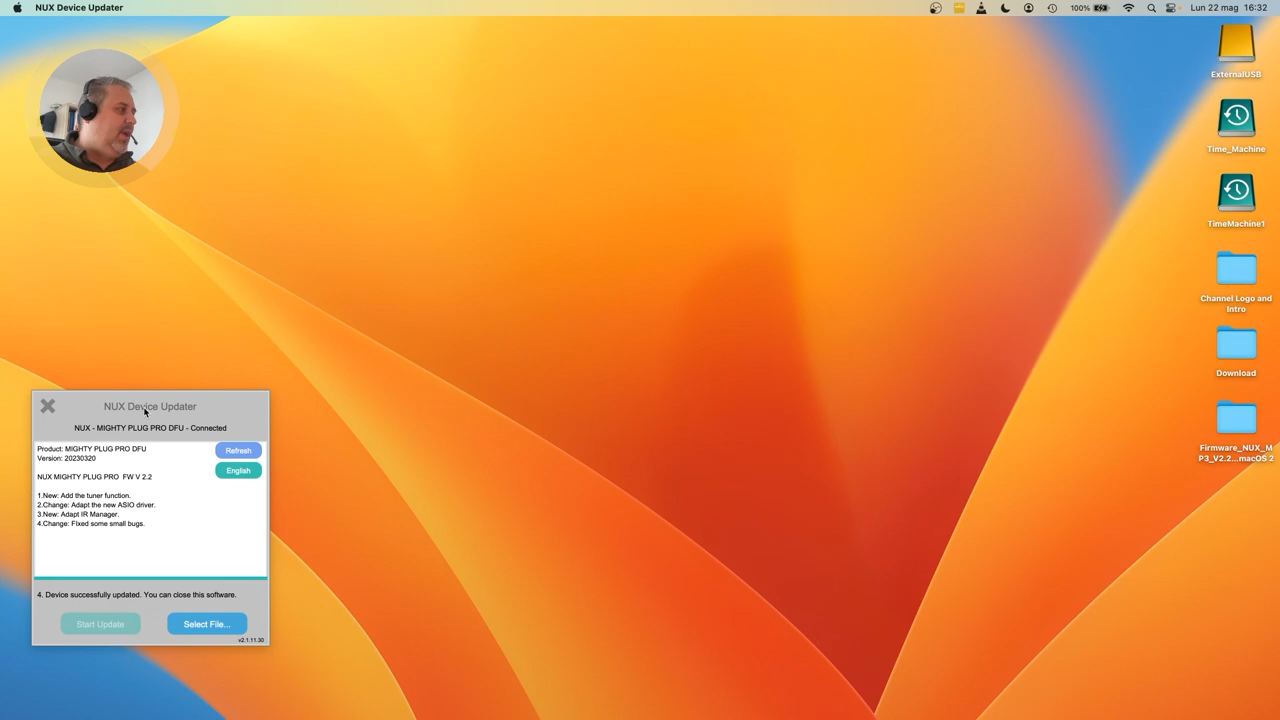 NUX Device Updater
100%
Lun 22 mag 16:32
ExternalUSB
Time_Machine
TimeMachine1
Channel Logo and
Intro
Download
Firmware_NUX_M
P3_V2.2...macOS 2
NUX Device Updater
NUX - MIGHTY PLUG PRO DFU - Connected
Product: MIGHTY PLUG PRO DFU
Refresh
Version: 20230320
English
NUX MIGHTY PLUG PRO  FW V 2.2
1.New: Add the tuner function.
2.Change: Adapt the new ASIO driver.
3.New: Adapt IR Manager.
4.Change: FIxed some small bugs.
4. Device successfully updated. You can close this software.
Start Update
Select File...
v2.1.11.30